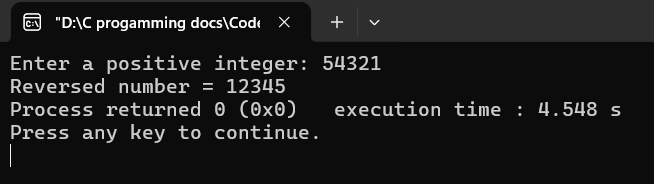 "D:\C progamming docs\Code
Enter a positive integer: 54321
Reversed number = 12345
Process returned 0 (0x0)   execution time : 4.548 s
Press any key to continue.